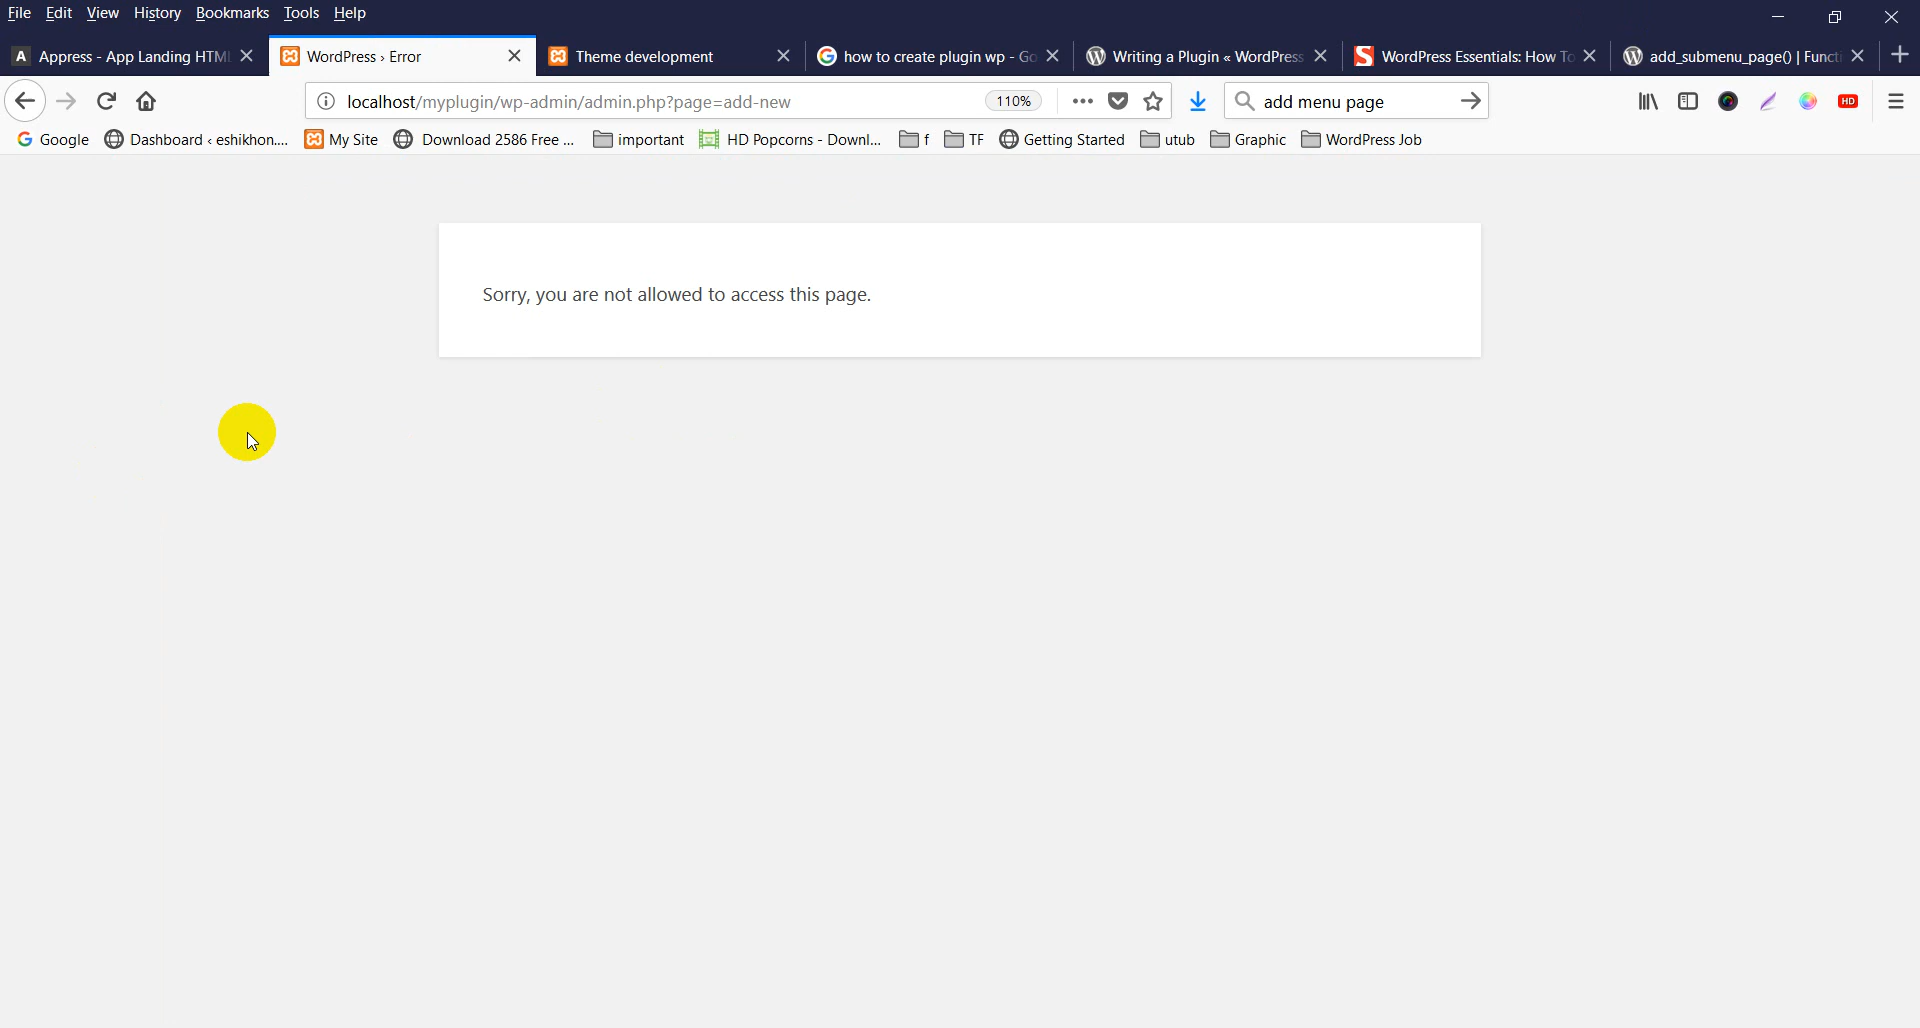 File Edit View History Bookmarks Tools Help
A Appress - App Landing HTML WordPress › Error Theme development how to create plugin wp - Go Writing a Plugin « WordPress WordPress Essentials: How To add_submenu_page() | Functi
localhost/myplugin/wp-admin/admin.php?page=add-new 110% add menu page HD
Google Dashboard ‹ eshikhon.... My Site Download 2586 Free ... important HD Popcorns - Downl... f TF Getting Started utub Graphic WordPress Job
Sorry, you are not allowed to access this page.